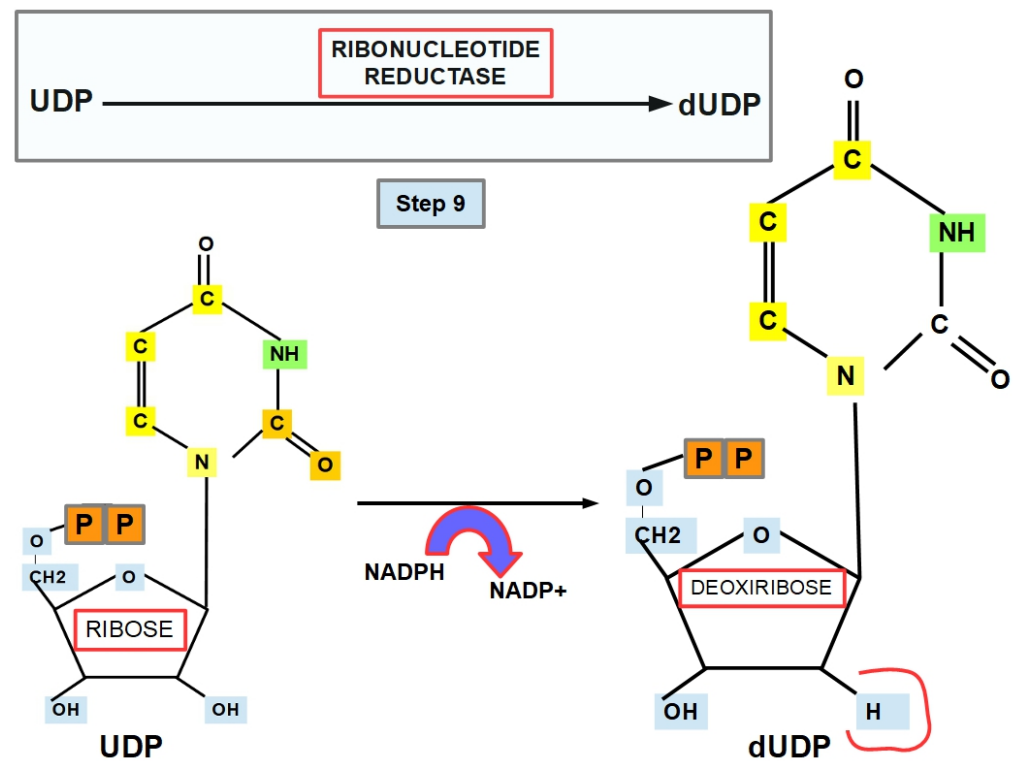 RIBONUCLEOTIDE
REDUCTASE
UDP
dUDP
Step 9
O
C
C
NH
C
C
O
N
P P
O
CH2
O
RIBOSE
OH
OH
UDP
NADPH
NADP+
O
C
C
NH
C
C
O
N
P P
O
CH2
O
DEOXIRIBOSE
OH
H
dUDP